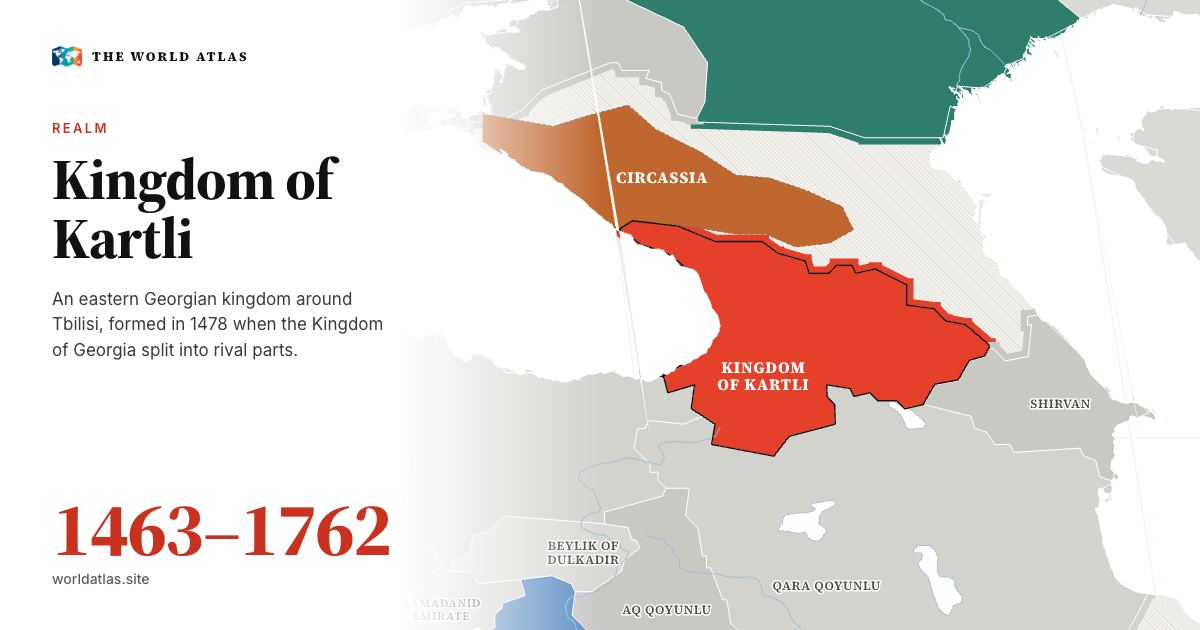 THE WORLD ATLAS
REALM
Kingdom of
Kartli
An eastern Georgian kingdom around
Tbilisi, formed in 1478 when the Kingdom
of Georgia split into rival parts.
1463–1762
worldatlas.site
CIRCASSIA
KINGDOM
OF KARTLI
SHIRVAN
BEYLIK OF
DULKADIR
QARA QOYUNLU
AQ QOYUNLU
RAMADANID
EMIRATE